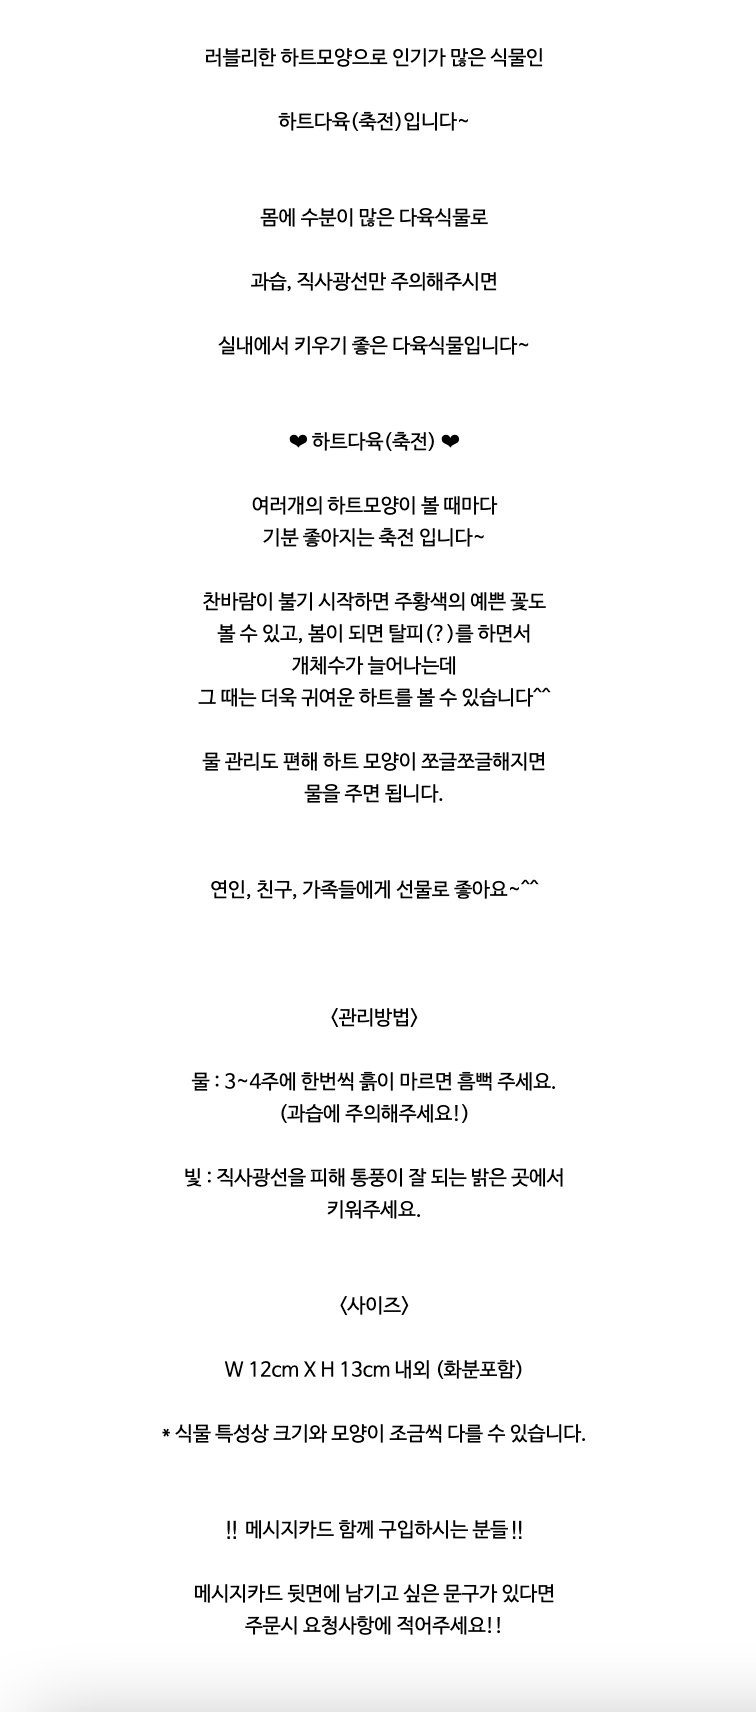 러블리한 하트모양으로 인기가 많은 식물인
하트다육(축전)입니다~
몸에 수분이 많은 다육식물로
과습, 직사광선만 주의해주시면
실내에서 키우기 좋은 다육식물입니다~
❤ 하트다육(축전) ❤
여러개의 하트모양이 볼 때마다
기분 좋아지는 축전 입니다~
찬바람이 불기 시작하면 주황색의 예쁜 꽃도
볼 수 있고, 봄이 되면 탈피(?)를 하면서
개체수가 늘어나는데
그 때는 더욱 귀여운 하트를 볼 수 있습니다^^
물 관리도 편해 하트 모양이 쪼글쪼글해지면
물을 주면 됩니다.
연인, 친구, 가족들에게 선물로 좋아요~^^
<관리방법>
물 : 3~4주에 한번씩 흙이 마르면 흠뻑 주세요.
(과습에 주의해주세요!)
빛 : 직사광선을 피해 통풍이 잘 되는 밝은 곳에서
키워주세요.
<사이즈>
W 12cm X H 13cm 내외 (화분포함)
* 식물 특성상 크기와 모양이 조금씩 다를 수 있습니다.
‼ 메시지카드 함께 구입하시는 분들‼
메시지카드 뒷면에 남기고 싶은 문구가 있다면
주문시 요청사항에 적어주세요!!